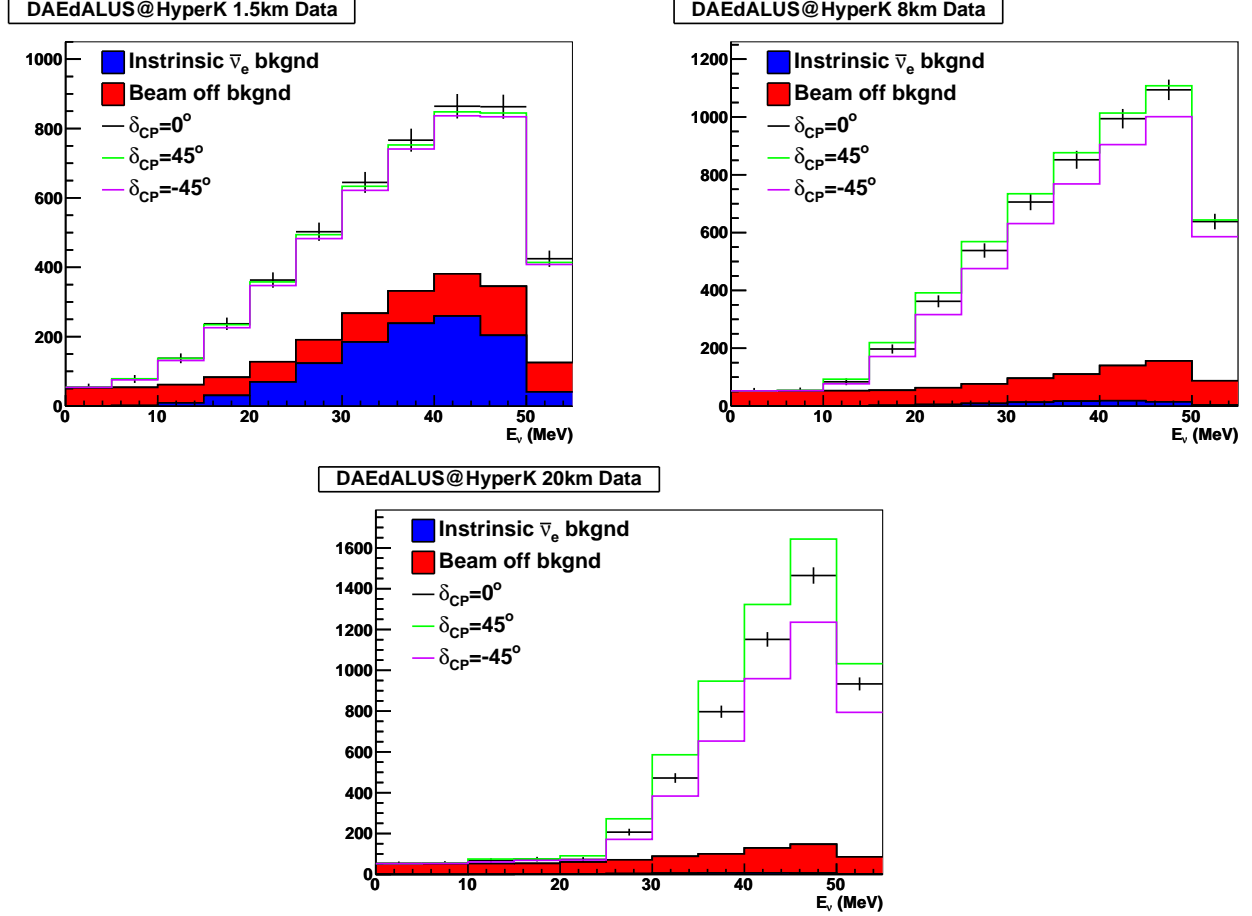 DAEdALUS@HyperK 1.5km Data
1000
800
600
400
200
0
Instrinsic ν̅e bkgnd
Beam off bkgnd
δCP=0°
δCP=45°
δCP=-45°
0 10 20 30 40 50
Eν (MeV)
DAEdALUS@HyperK 8km Data
1200
1000
800
600
400
200
0
Instrinsic ν̅e bkgnd
Beam off bkgnd
δCP=0°
δCP=45°
δCP=-45°
0 10 20 30 40 50
Eν (MeV)
DAEdALUS@HyperK 20km Data
1600
1400
1200
1000
800
600
400
200
0
Instrinsic ν̅e bkgnd
Beam off bkgnd
δCP=0°
δCP=45°
δCP=-45°
0 10 20 30 40 50
Eν (MeV)